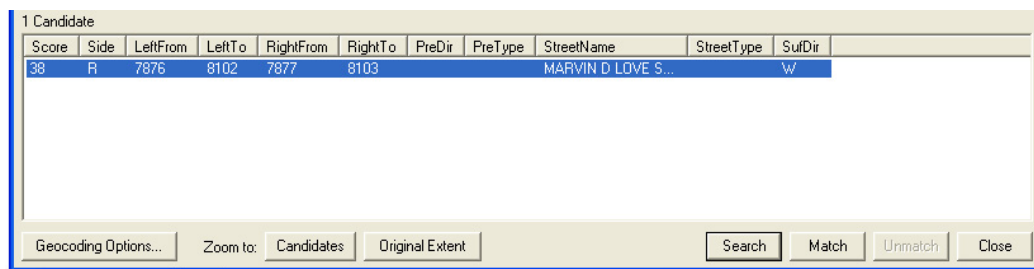 1 Candidate
Score Side LeftFrom LeftTo RightFrom RightTo PreDir PreType StreetName StreetType SufDir
38 R 7876 8102 7877 8103 MARVIN D LOVE S... W
Geocoding Options... Zoom to: Candidates Original Extent Search Match Unmatch Close